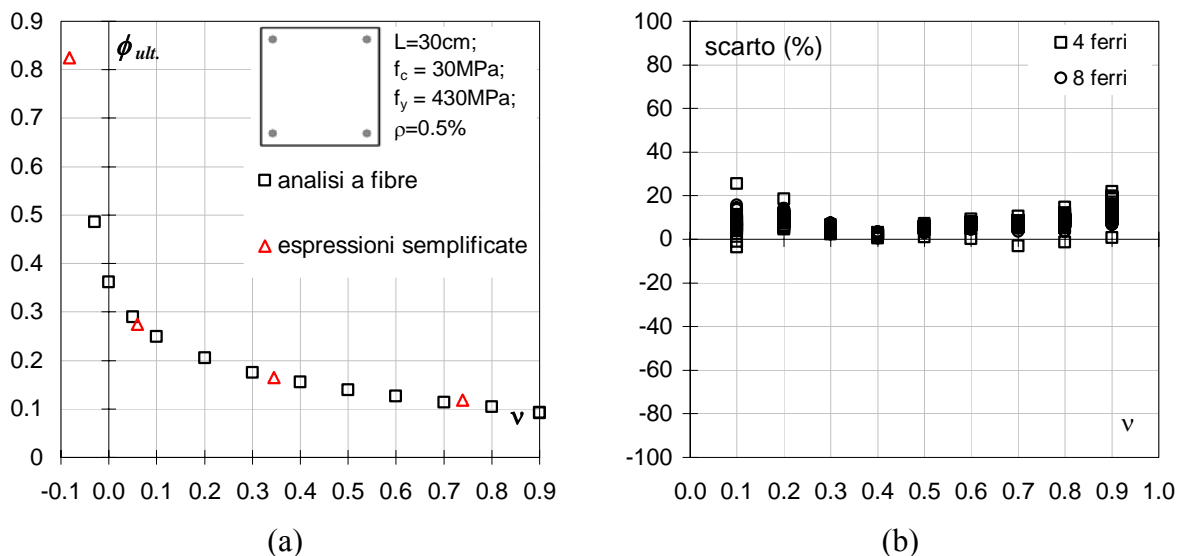 0.9
0.8
0.7
0.6
0.5
0.4
0.3
0.2
0.1
0
ϕ ult.
L=30cm;
fc = 30MPa;
fy = 430MPa;
ρ=0.5%
analisi a fibre
espressioni semplificate
ν
-0.1 0.0 0.1 0.2 0.3 0.4 0.5 0.6 0.7 0.8 0.9
(a)
100
80
60
40
20
0
-20
-40
-60
-80
-100
scarto (%)
4 ferri
8 ferri
ν
0.0 0.1 0.2 0.3 0.4 0.5 0.6 0.7 0.8 0.9 1.0
(b)